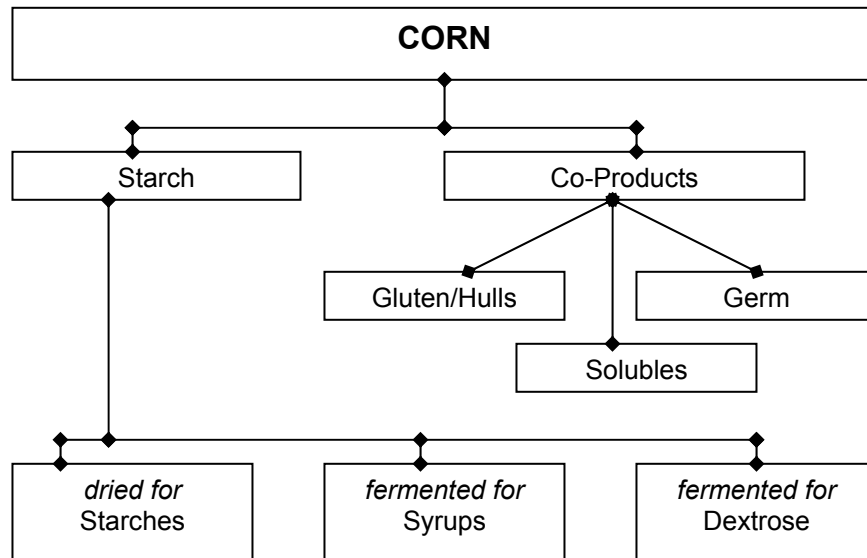 CORN
Starch
Co-Products
Gluten/Hulls
Germ
Solubles
dried for
Starches
fermented for
Syrups
fermented for
Dextrose